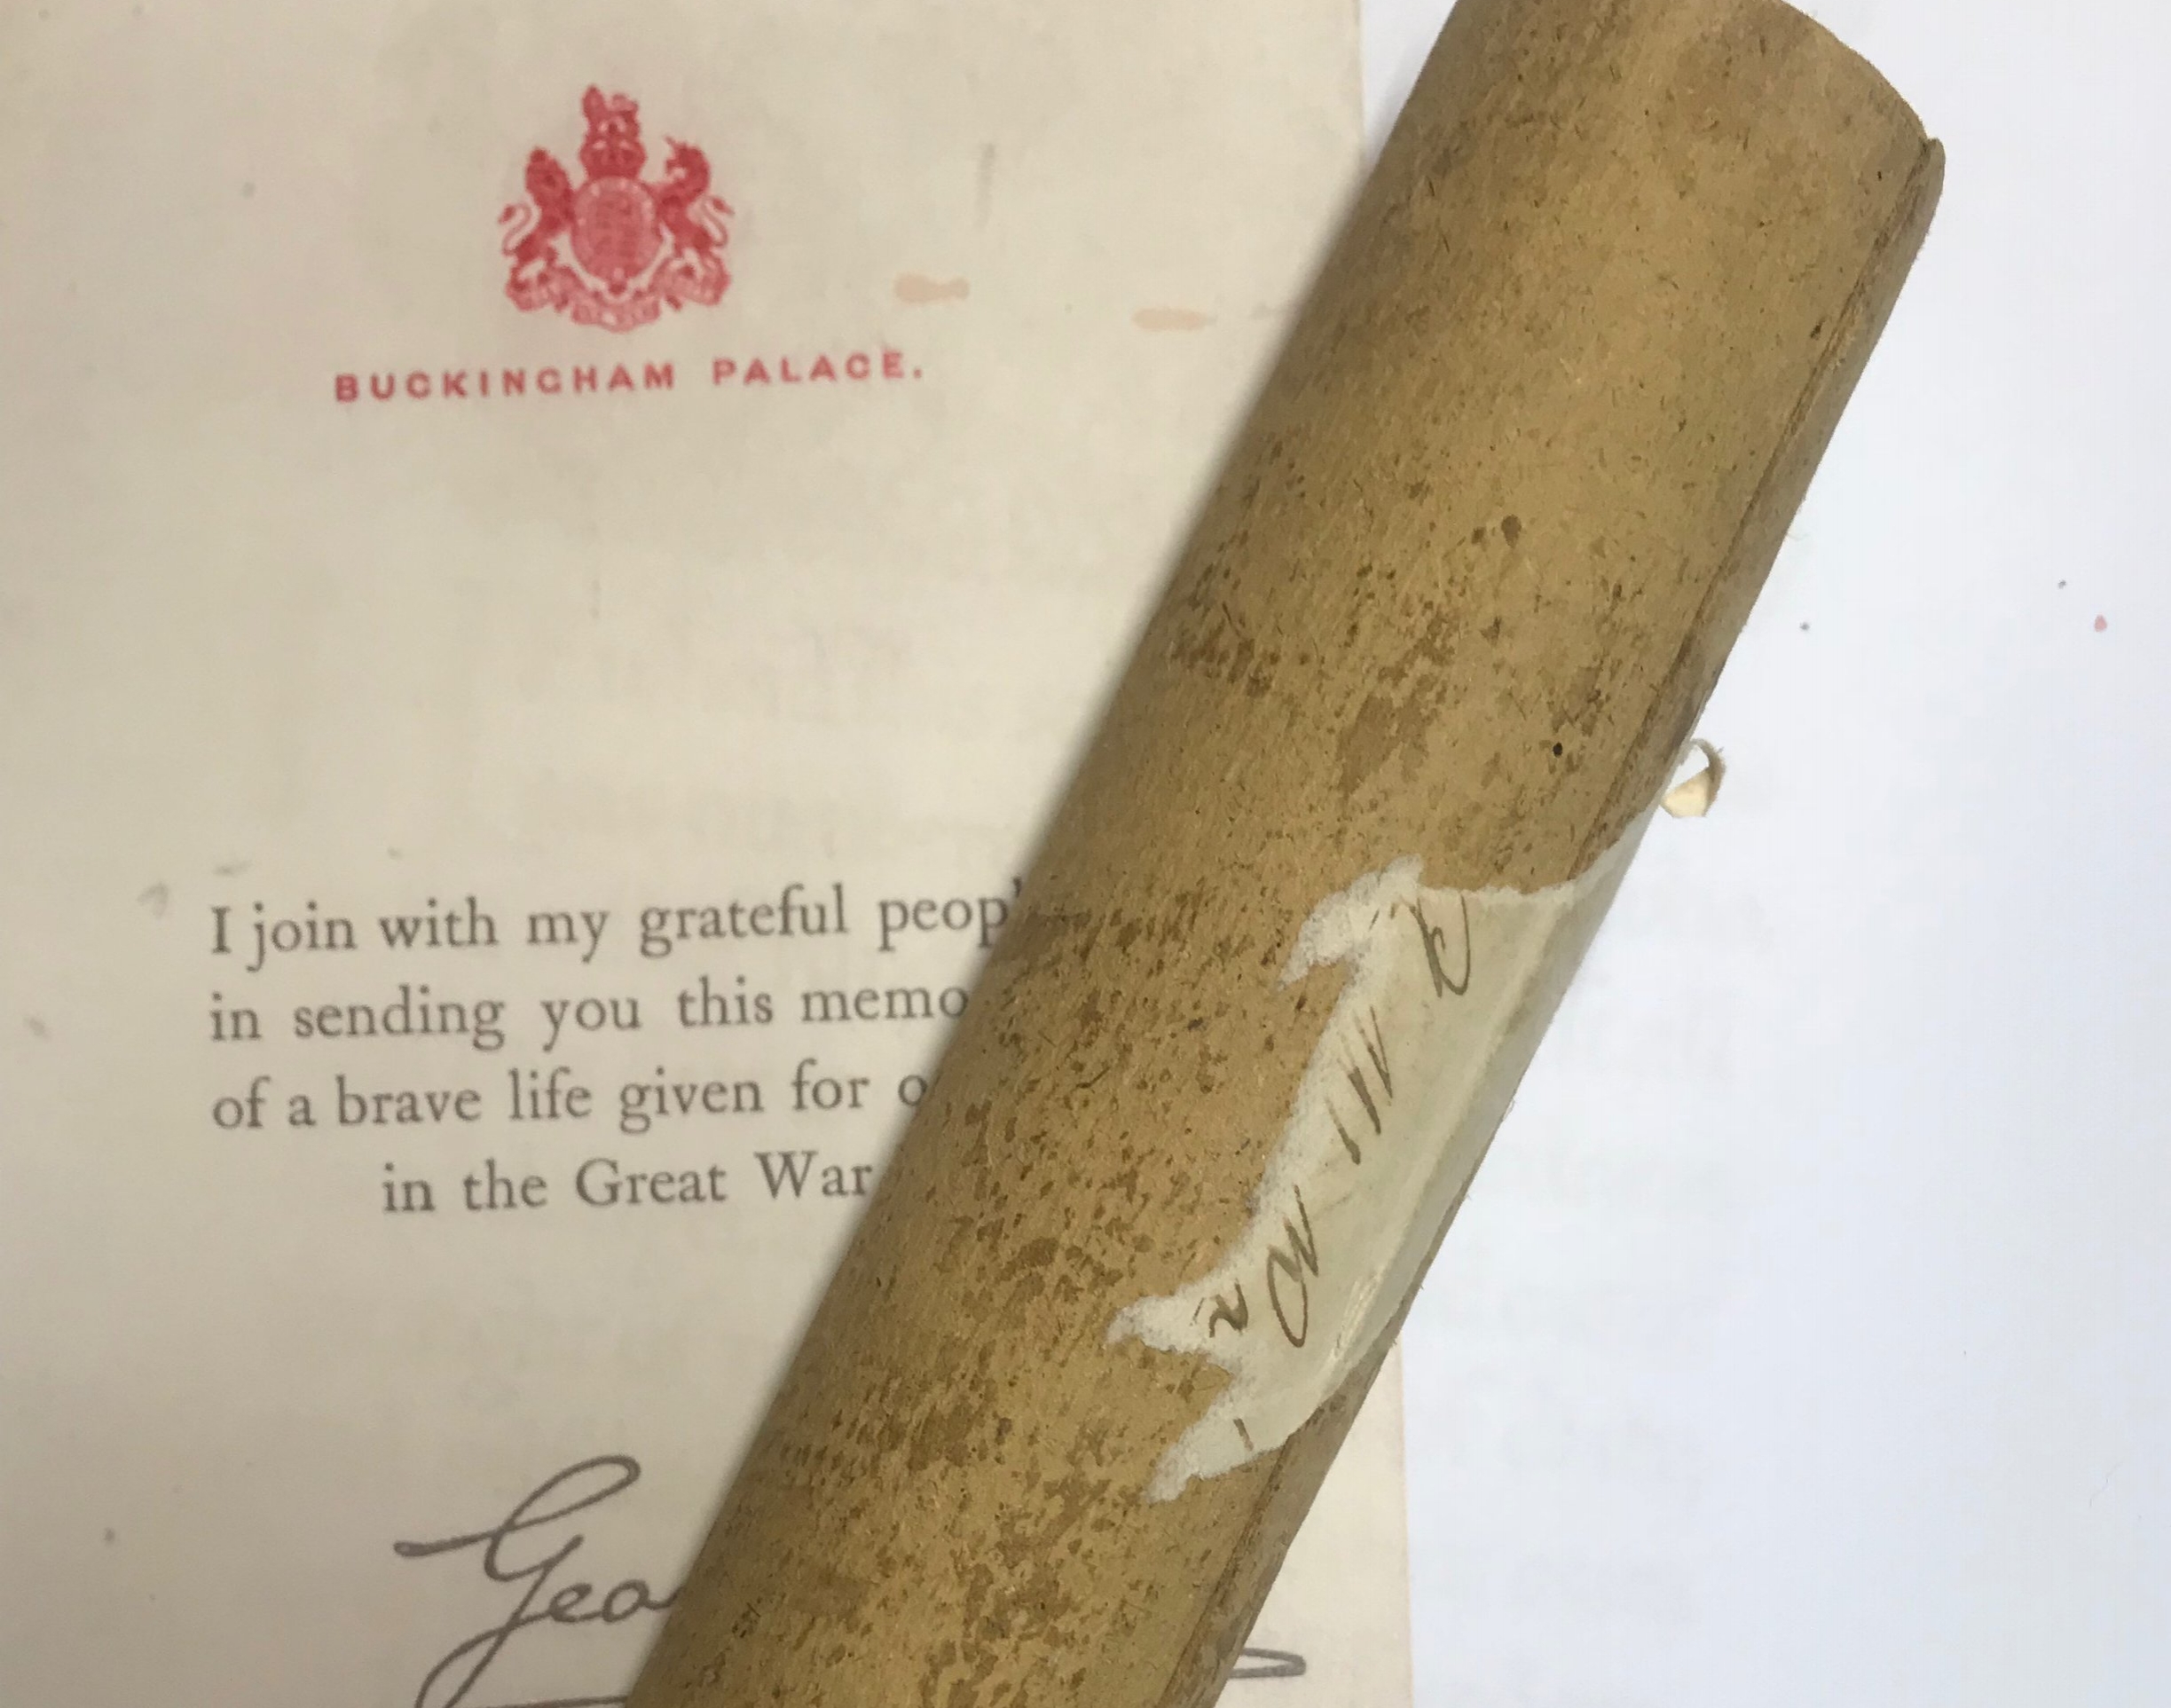 BUCKINGHAM PALACE.
I join with my grateful peop
in sending you this memo
of a brave life given for o
in the Great War
Geo